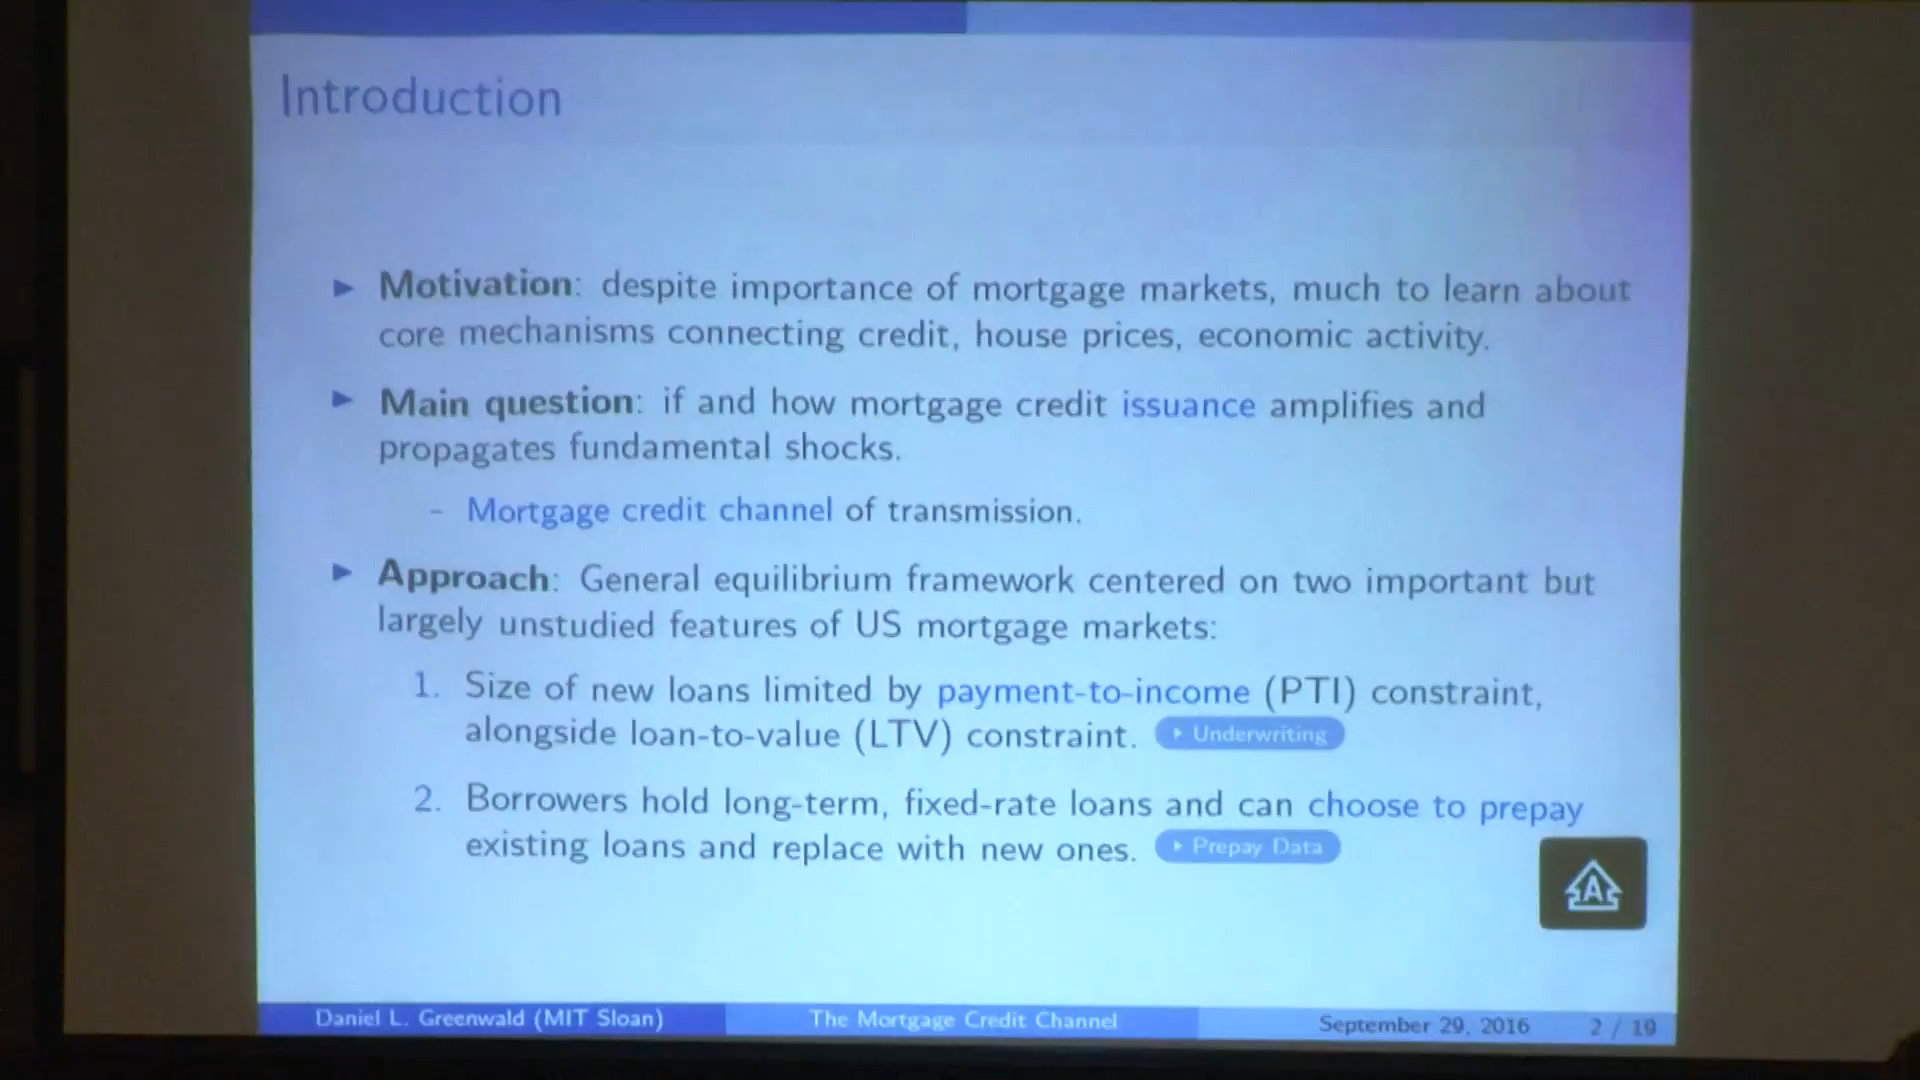 Introduction
Motivation: despite importance of mortgage markets, much to learn about
core mechanisms connecting credit, house prices, economic activity.
Main question: if and how mortgage credit issuance amplifies and
propagates fundamental shocks.
- Mortgage credit channel of transmission.
Approach: General equilibrium framework centered on two important but
largely unstudied features of US mortgage markets:
1. Size of new loans limited by payment-to-income (PTI) constraint,
alongside loan-to-value (LTV) constraint. Underwriting
2. Borrowers hold long-term, fixed-rate loans and can choose to prepay
existing loans and replace with new ones. Prepay Data
A
Daniel L. Greenwald (MIT Sloan) The Mortgage Credit Channel September 29, 2016 2 / 19